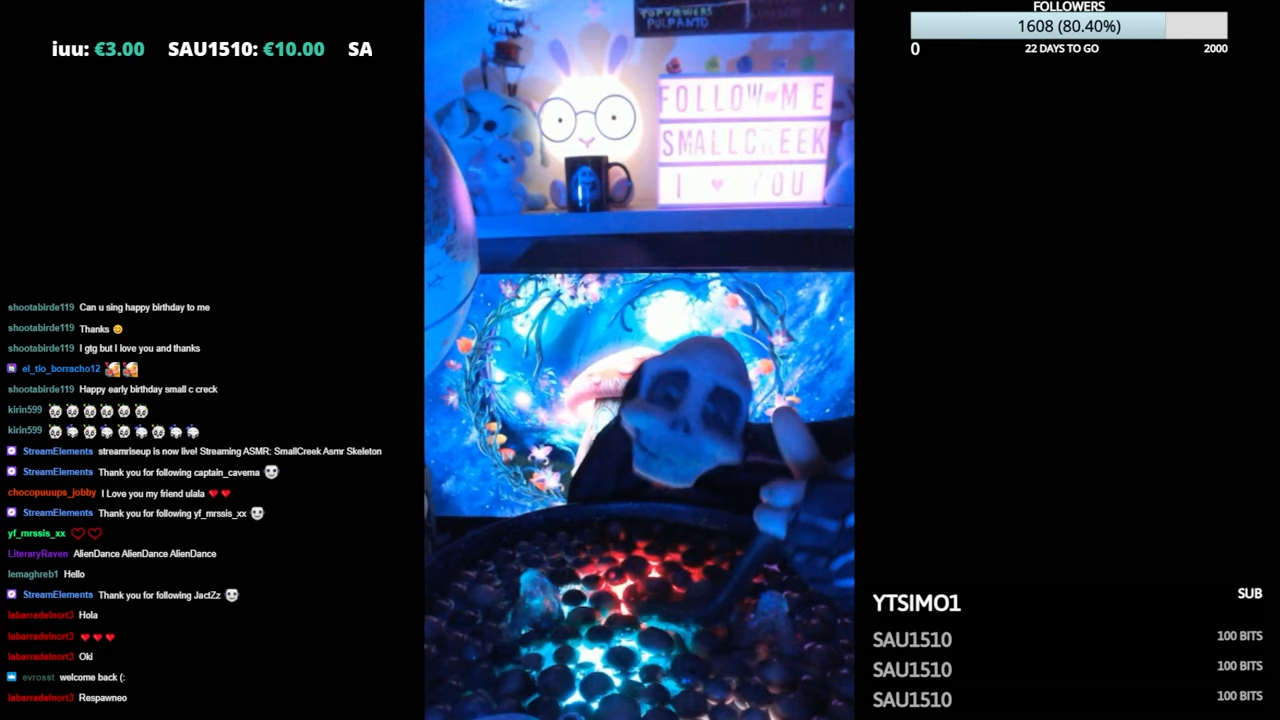 iuu: €3.00 SAU1510: €10.00 SA
shootabirde119 Can u sing happy birthday to me
shootabirde119 Thanks
shootabirde119 I gtg but I love you and thanks
el_tio_borracho12
shootabirde119 Happy early birthday small c creck
kirin599
kirin599
StreamElements streamriseup is now live! Streaming ASMR: SmallCreek Asmr Skeleton
StreamElements Thank you for following captain_cavema
chocopuuups_jobby I Love you my friend ulala
StreamElements Thank you for following yf_mrssis_xx
yf_mrssis_xx
LiteraryRaven AlienDance AlienDance AlienDance
lemaghreb1 Hello
StreamElements Thank you for following JactZz
labarradelnort3 Hola
labarradelnort3
labarradelnort3 Oki
evrosst welcome back (:
labarradelnort3 Respawneo
TOPVIEWERS
PULPANTO
FOLLOW♥ME
SMALLCREEK
I ♥ YOU
FOLLOWERS
1608 (80.40%)
0 22 DAYS TO GO 2000
YTSIMO1 SUB
SAU1510 100 BITS
SAU1510 100 BITS
SAU1510 100 BITS